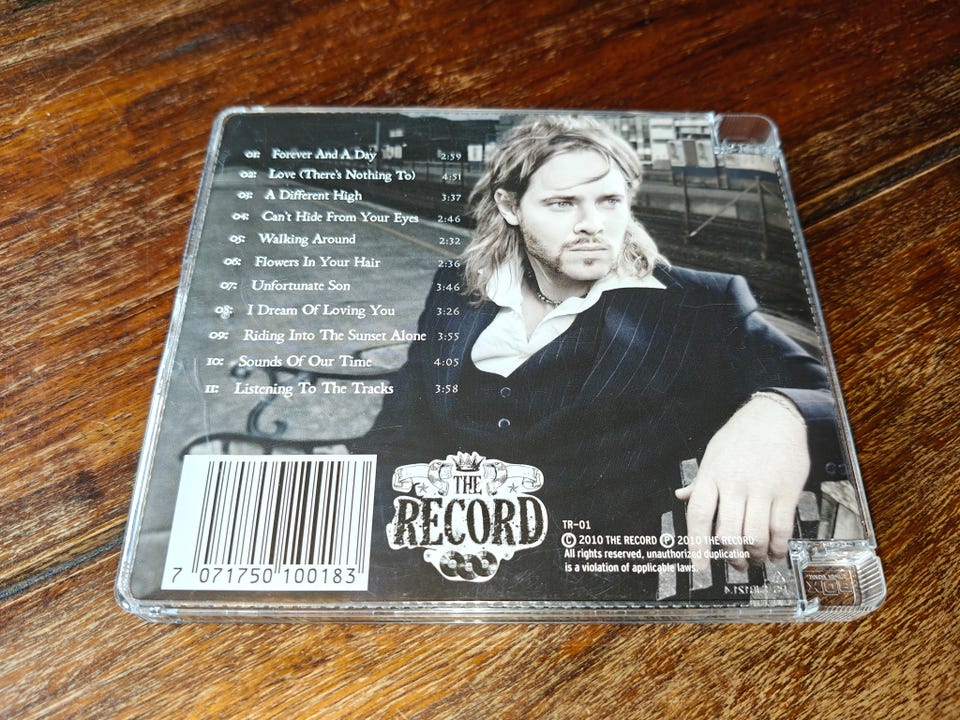 01: Forever And A Day 2:59
02: Love (There's Nothing To) 4:51
03: A Different High 3:37
04: Can't Hide From Your Eyes 2:46
05: Walking Around 2:32
06: Flowers In Your Hair 2:36
07: Unfortunate Son 3:46
08: I Dream Of Loving You 3:26
09: Riding Into The Sunset Alone 3:55
10: Sounds Of Our Time 4:05
11: Listening To The Tracks 3:58
THE
RECORD
7 071750 100183
TR-01
© 2010 THE RECORD ℗ 2010 THE RECORD
All rights reserved, unauthorized duplication
is a violation of applicable laws.